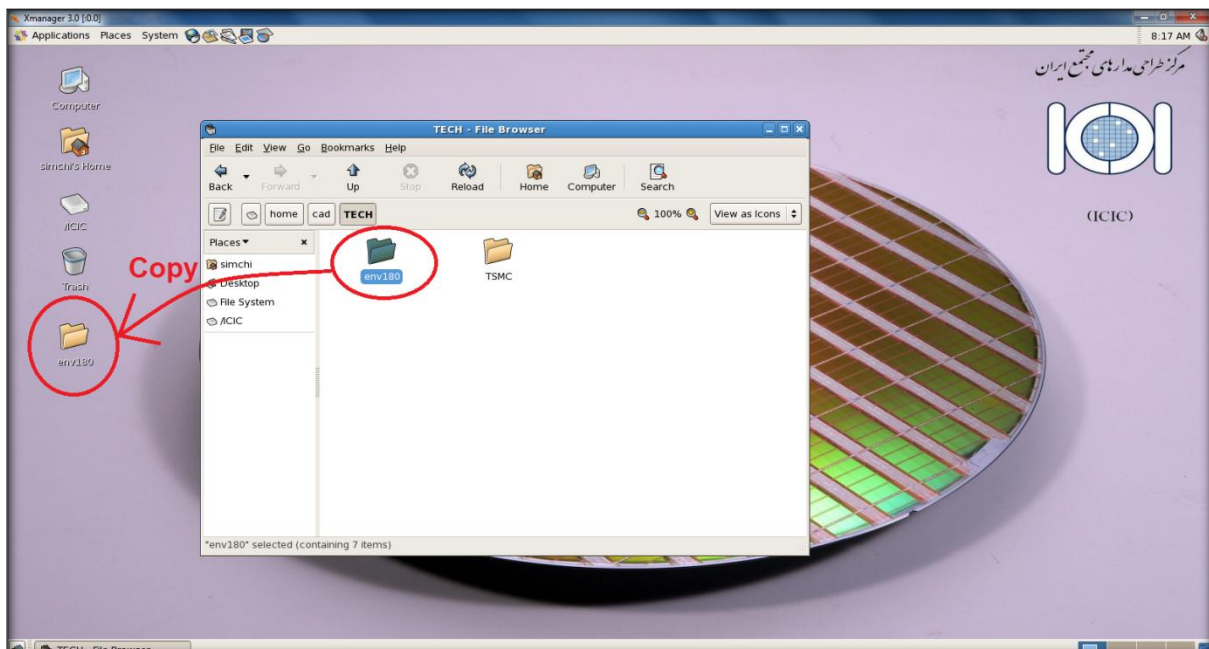 Xmanager 3.0 [:0.0]
Applications Places System
8:17 AM
مرکز طراحی مدارهای مجتمع ایران
(ICIC)
Computer
simchi's Home
/ICIC
Trash
env180
Copy
TECH - File Browser
File Edit View Go Bookmarks Help
Back Forward Up Stop Reload Home Computer Search
home cad TECH 100% View as Icons
Places
simchi
Desktop
File System
/ICIC
env180 TSMC
"env180" selected (containing 7 items)
TECH - File Browser